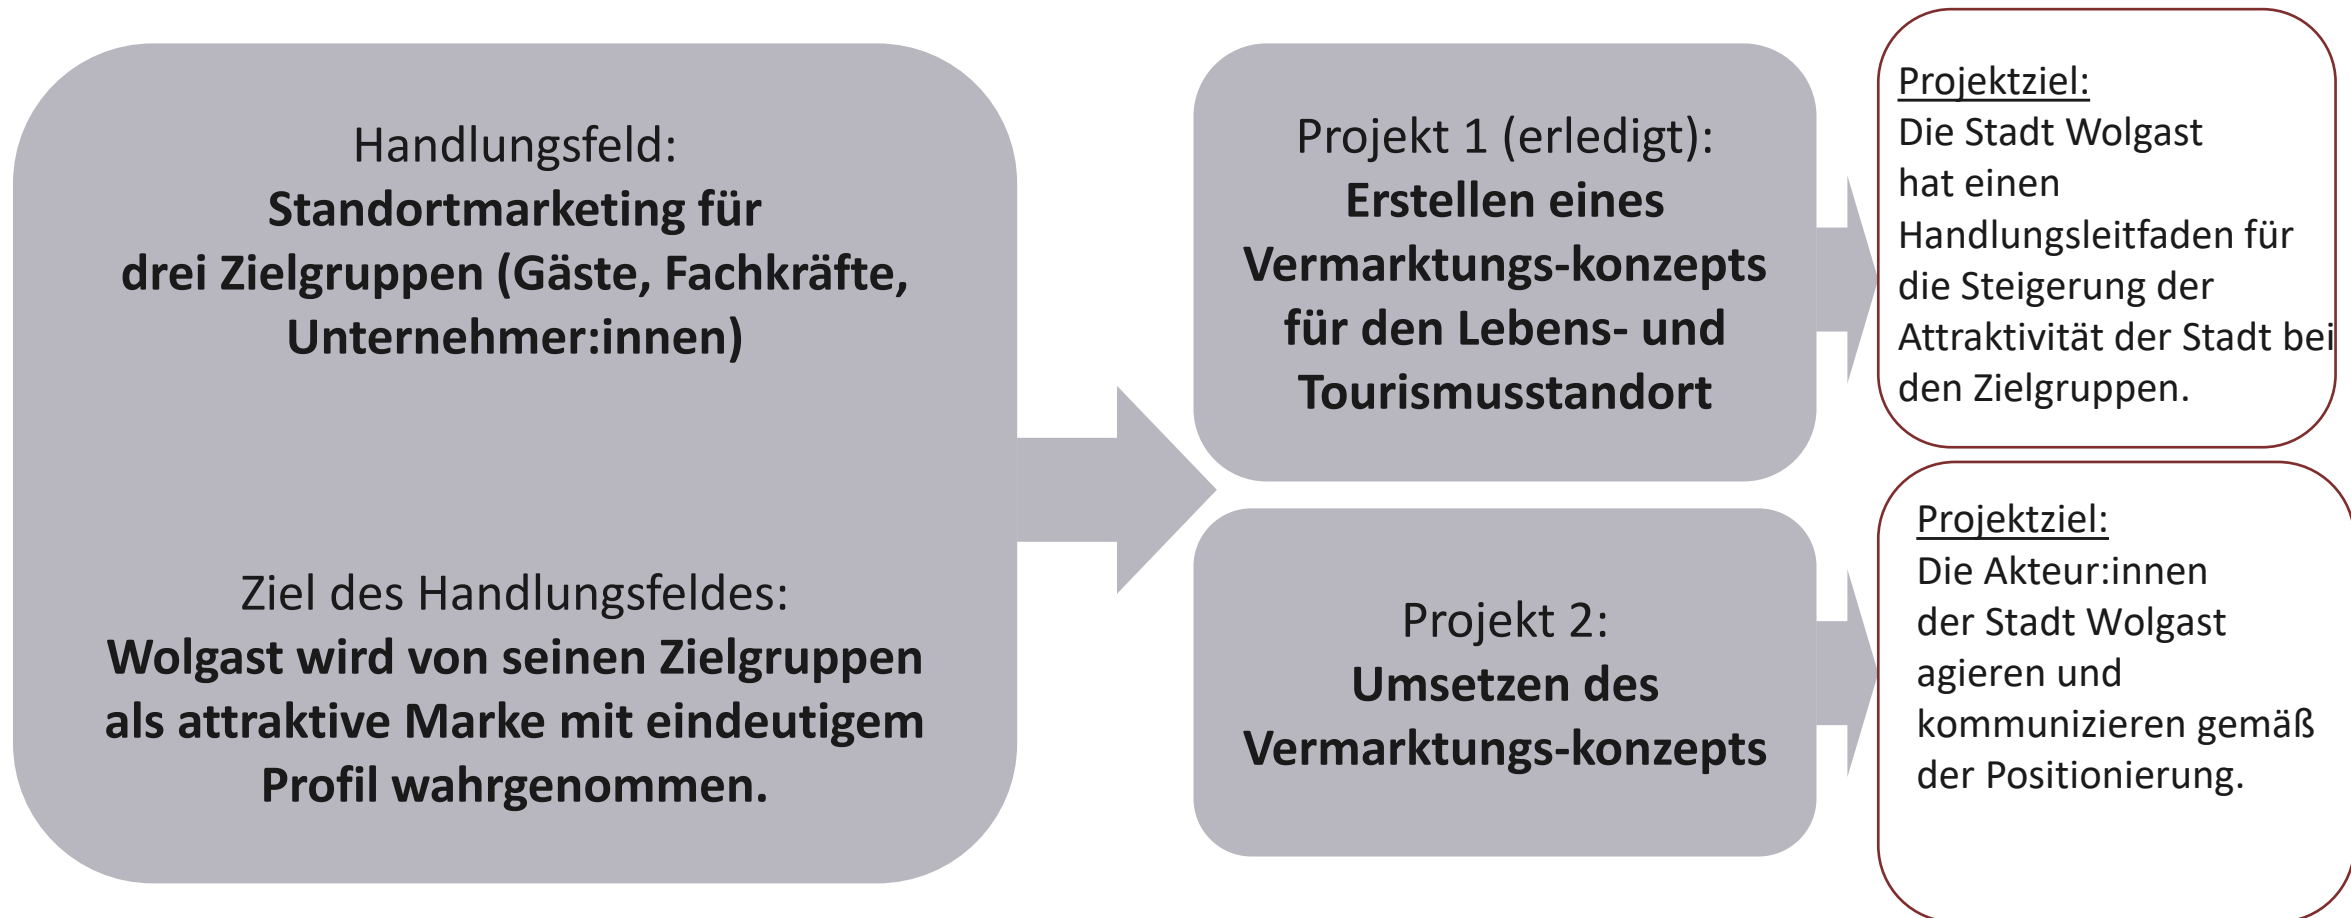 Handlungsfeld:
Standortmarketing für
drei Zielgruppen (Gäste, Fachkräfte,
Unternehmer:innen)
Ziel des Handlungsfeldes:
Wolgast wird von seinen Zielgruppen
als attraktive Marke mit eindeutigem
Profil wahrgenommen.
Projekt 1 (erledigt):
Erstellen eines
Vermarktungs-konzepts
für den Lebens- und
Tourismusstandort
Projektziel:
Die Stadt Wolgast
hat einen
Handlungsleitfaden für
die Steigerung der
Attraktivität der Stadt bei
den Zielgruppen.
Projekt 2:
Umsetzen des
Vermarktungs-konzepts
Projektziel:
Die Akteur:innen
der Stadt Wolgast
agieren und
kommunizieren gemäß
der Positionierung.